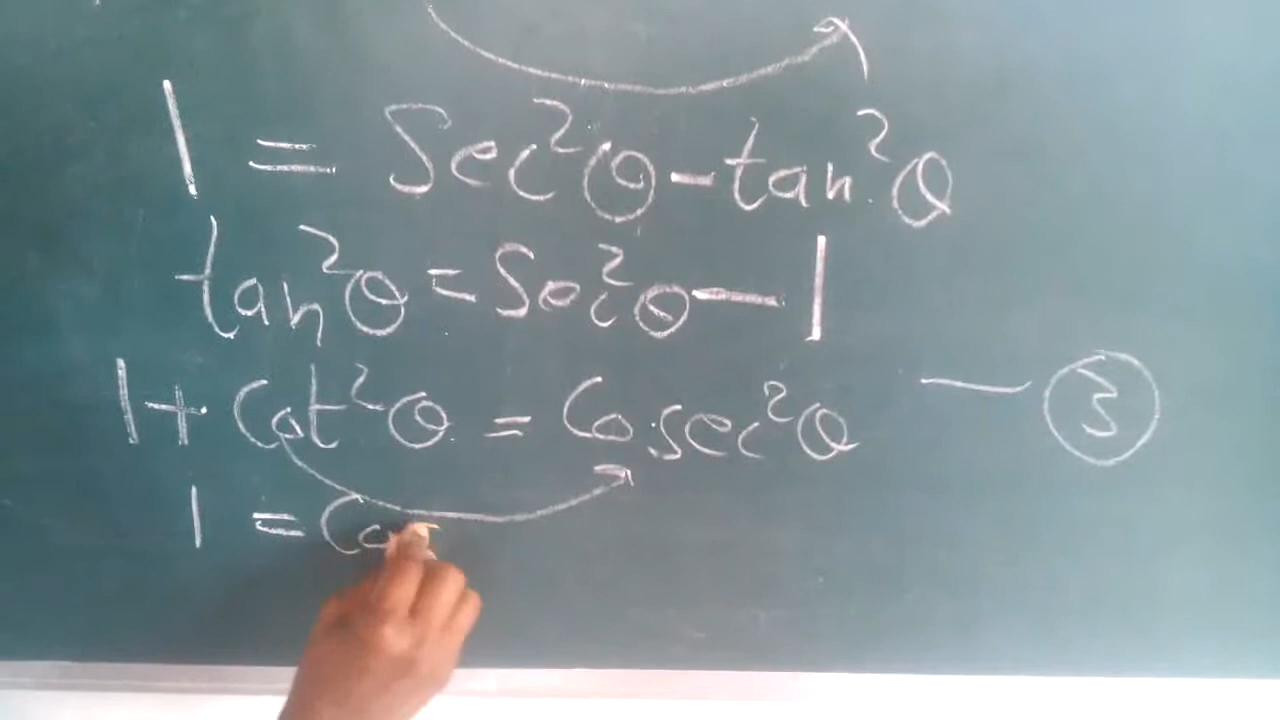 1 = Sec²θ - tan²θ
tan²θ = Sec²θ - 1
1 + Cot²θ = Cosec²θ — ③
1 = Co